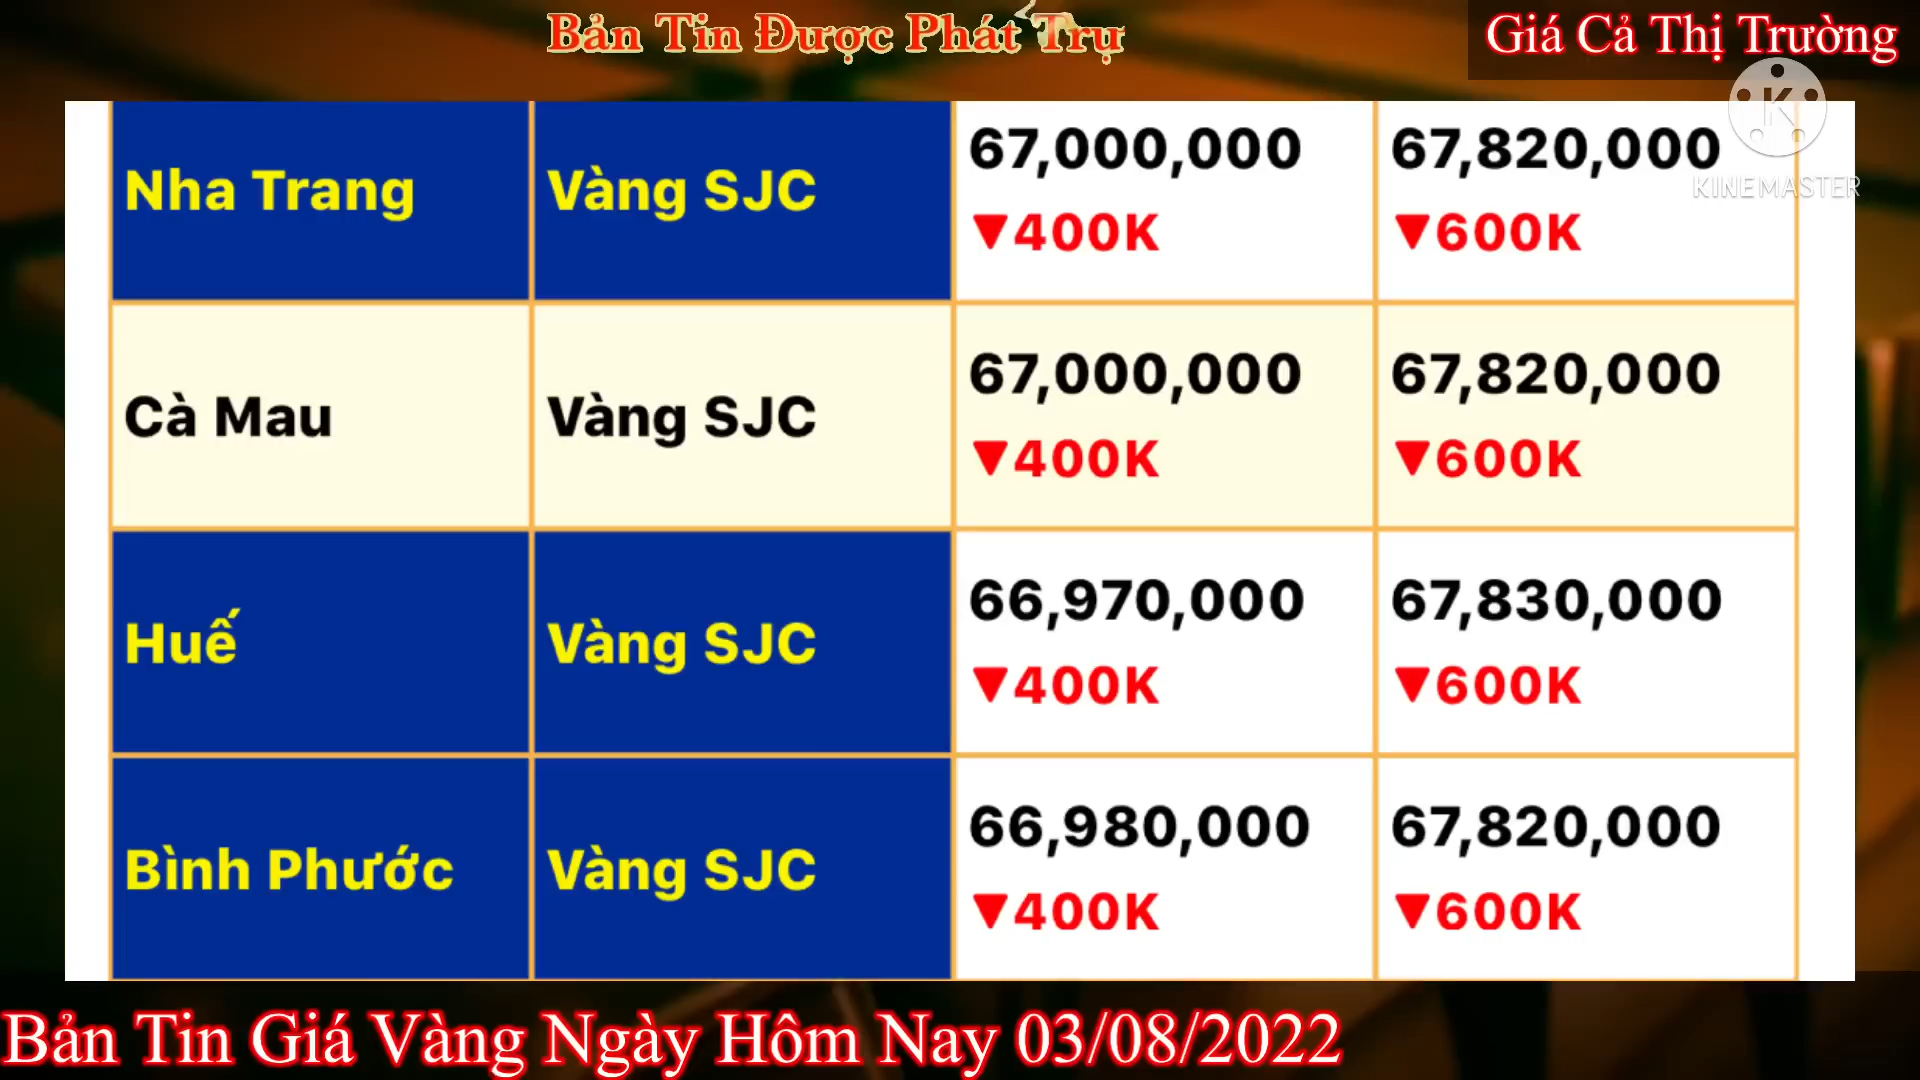 Bản Tin Được Phát Trụ
Giá Cả Thị Trường
KINEMASTER
Nha Trang Vàng SJC 67,000,000 67,820,000
▼400K ▼600K
Cà Mau Vàng SJC 67,000,000 67,820,000
▼400K ▼600K
Huế Vàng SJC 66,970,000 67,830,000
▼400K ▼600K
Bình Phước Vàng SJC 66,980,000 67,820,000
▼400K ▼600K
Bản Tin Giá Vàng Ngày Hôm Nay 03/08/2022